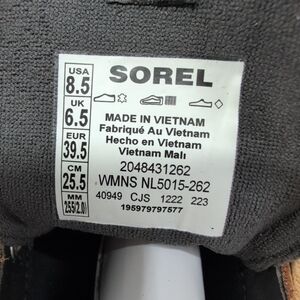 USA
8.5
UK
6.5
EUR
39.5
CM
25.5
MM
255(2.0)
SOREL
MADE IN VIETNAM
Fabriqué Au Vietnam
Hecho en Vietnam
Vietnam Malı
2048431262
WMNS NL5015-262
40949 CJS 1222 223
195979797577